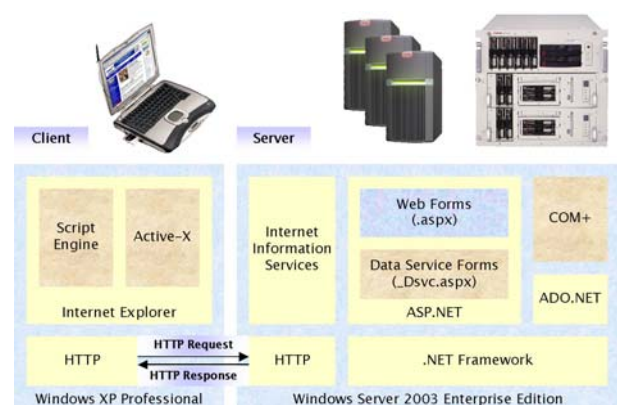 Client
Server
Script
Engine
Active-X
Internet Explorer
Internet
Information
Services
Web Forms
(.aspx)
Data Service Forms
(_Dsvc.aspx)
ASP.NET
COM+
ADO.NET
HTTP
HTTP Request
HTTP Response
HTTP
.NET Framework
Windows XP Professional
Windows Server 2003 Enterprise Edition